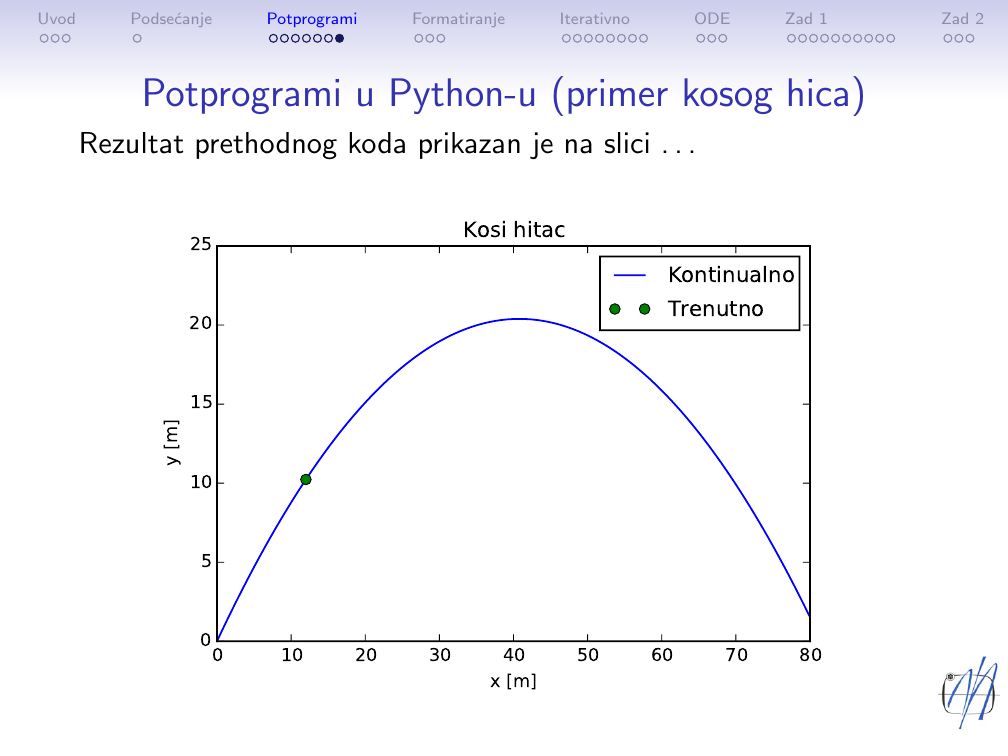 Uvod Podsećanje Potprogrami Formatiranje Iterativno ODE Zad 1 Zad 2
Potprogrami u Python-u (primer kosog hica)
Rezultat prethodnog koda prikazan je na slici ...
Kosi hitac
Kontinualno
Trenutno
25
20
15
10
5
0
y [m]
0 10 20 30 40 50 60 70 80
x [m]